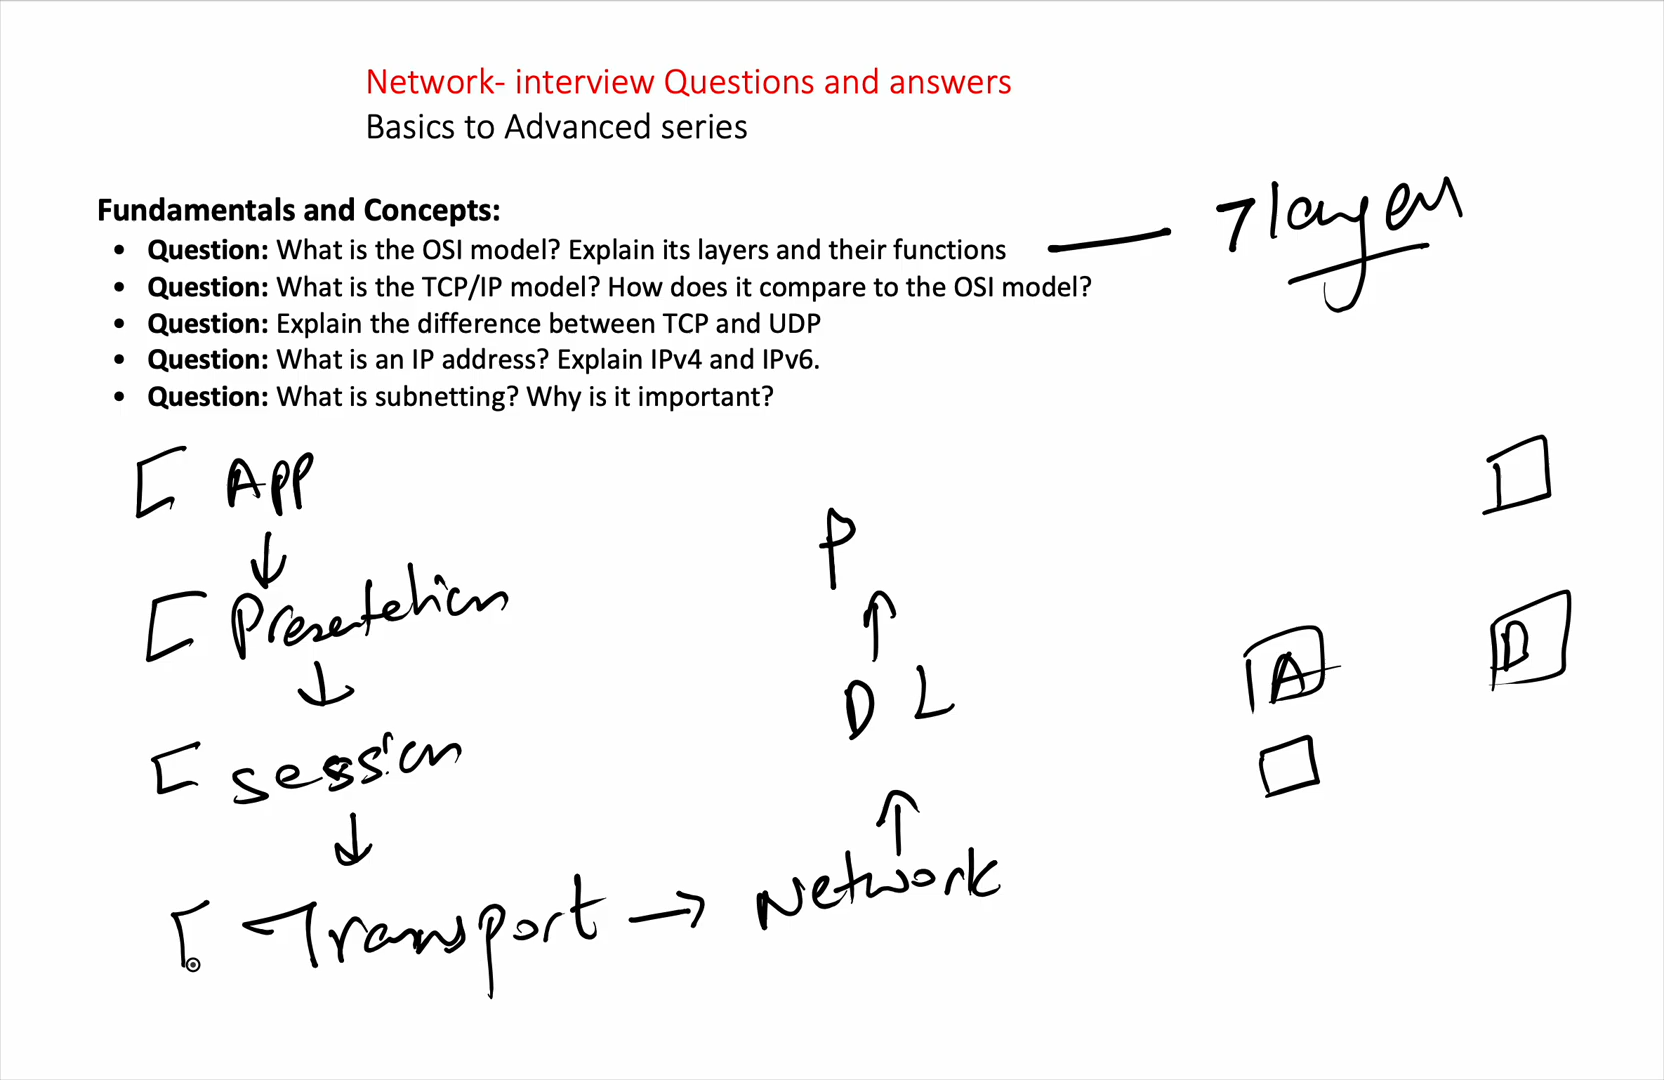 Network- interview Questions and answers
Basics to Advanced series
Fundamentals and Concepts:
• Question: What is the OSI model? Explain its layers and their functions
7 layer
• Question: What is the TCP/IP model? How does it compare to the OSI model?
• Question: Explain the difference between TCP and UDP
• Question: What is an IP address? Explain IPv4 and IPv6.
• Question: What is subnetting? Why is it important?
App
Presentation
Session
Transport → Network
D L
P
A
D